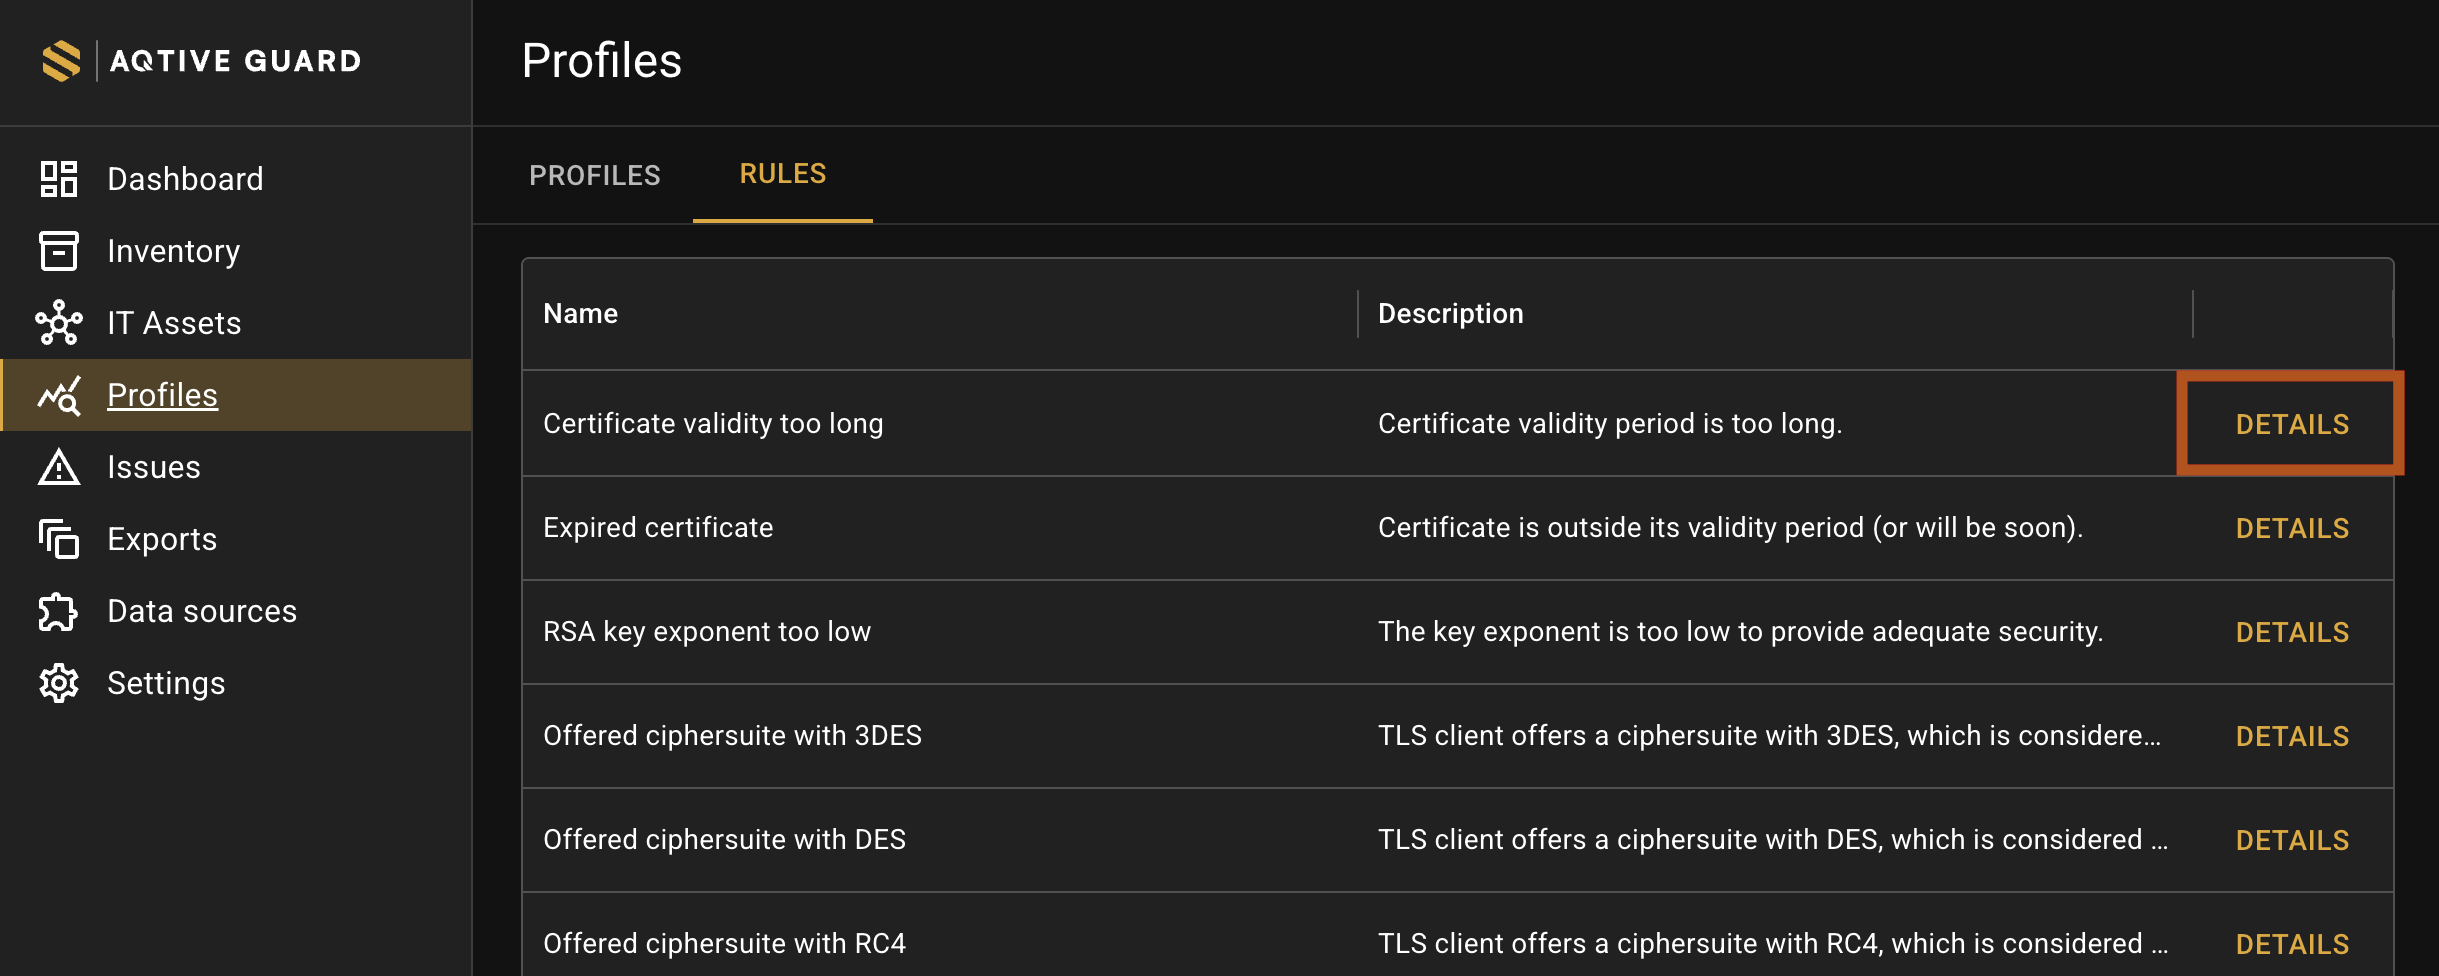 AQTIVE GUARD
Profiles
Dashboard
Inventory
IT Assets
Profiles
Issues
Exports
Data sources
Settings
PROFILES RULES
Name Description
Certificate validity too long Certificate validity period is too long. DETAILS
Expired certificate Certificate is outside its validity period (or will be soon). DETAILS
RSA key exponent too low The key exponent is too low to provide adequate security. DETAILS
Offered ciphersuite with 3DES TLS client offers a ciphersuite with 3DES, which is considere... DETAILS
Offered ciphersuite with DES TLS client offers a ciphersuite with DES, which is considered ... DETAILS
Offered ciphersuite with RC4 TLS client offers a ciphersuite with RC4, which is considered ... DETAILS